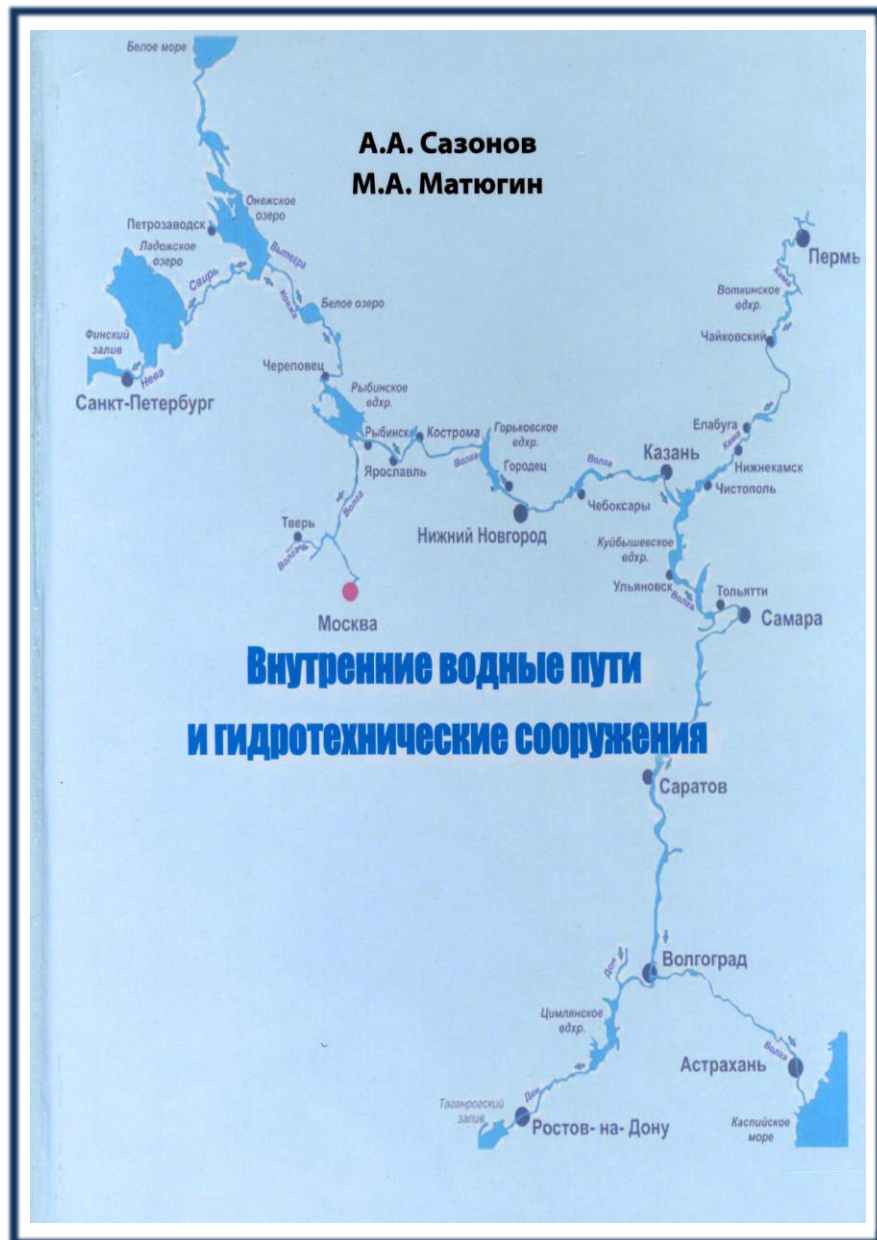 Белое море
А.А. Сазонов
М.А. Матюгин
Онежское
озеро
Петрозаводск
Ладожское
озеро
Вытегра
Свирь
Ковжа
Белое озеро
Финский
залив
Нева
Санкт-Петербург
Череповец
Рыбинское
вдхр.
Пермь
Кама
Воткинское
вдхр.
Чайковский
Елабуга
Кама
Нижнекамск
Чистополь
Рыбинск
Кострома
Ярославль
Волга
Горьковское
вдхр.
Городец
Волга
Казань
Чебоксары
Нижний Новгород
Волга
Тверь
Волга
Москва
Куйбышевское
вдхр.
Ульяновск
Волга
Тольятти
Самара
Внутренние водные пути
и гидротехнические сооружения
Саратов
Волгоград
Дон
Цимлянское
вдхр.
Волга
Астрахань
Дон
Таганрогский
залив
Ростов- на- Дону
Каспийское
море